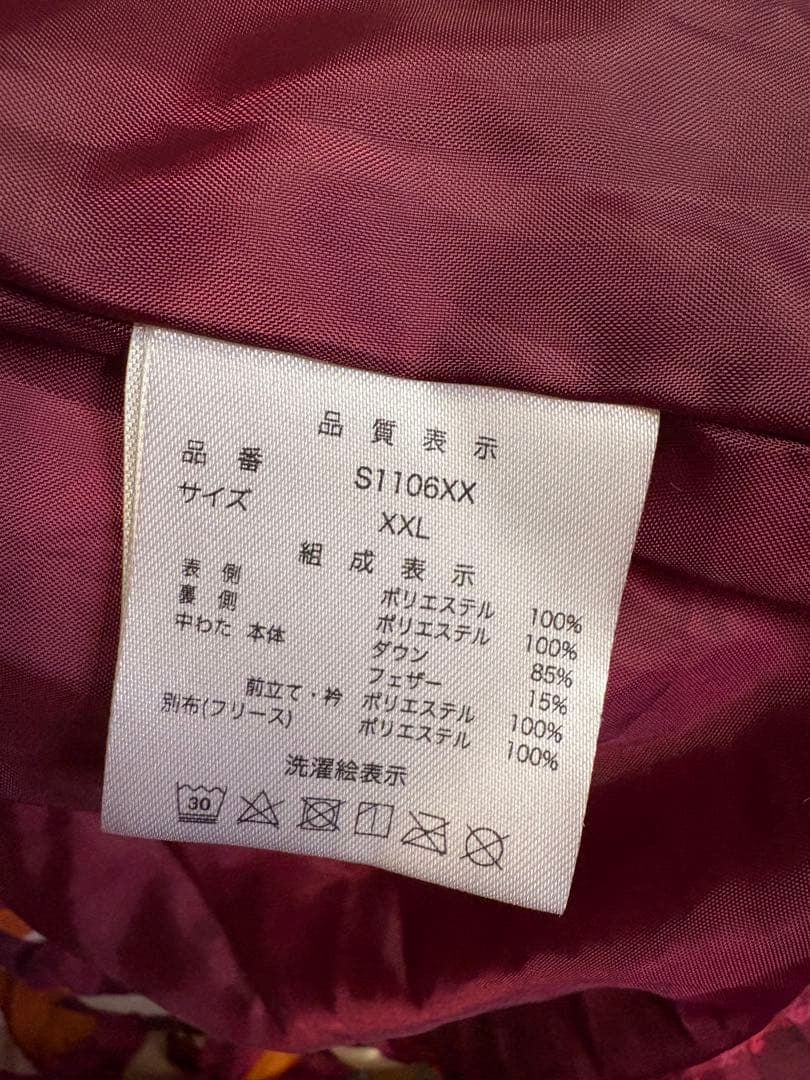 品質表示
品番 S1106XX
サイズ XXL
組成表示
表側 ポリエステル 100%
裏側 ポリエステル 100%
中わた 本体 ダウン 85%
フェザー 15%
前立て・衿 ポリエステル 100%
別布(フリース) ポリエステル 100%
洗濯絵表示
30